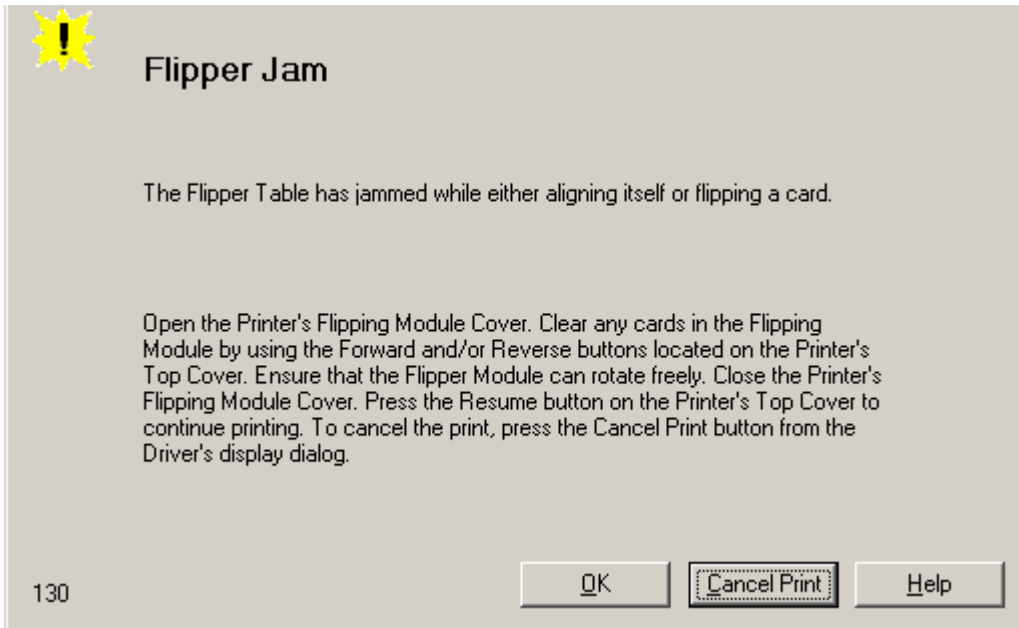 !
Flipper Jam
The Flipper Table has jammed while either aligning itself or flipping a card.
Open the Printer's Flipping Module Cover. Clear any cards in the Flipping
Module by using the Forward and/or Reverse buttons located on the Printer's
Top Cover. Ensure that the Flipper Module can rotate freely. Close the Printer's
Flipping Module Cover. Press the Resume button on the Printer's Top Cover to
continue printing. To cancel the print, press the Cancel Print button from the
Driver's display dialog.
130 OK Cancel Print Help